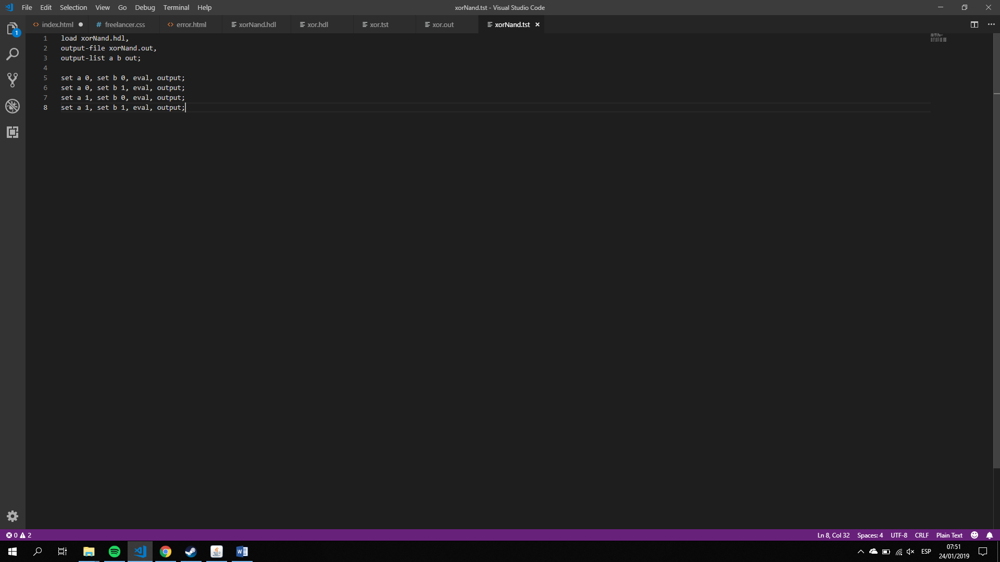 File Edit Selection View Go Debug Terminal Help
xorNand.tst - Visual Studio Code
index.html freelancer.css error.html xorNand.hdl xor.hdl xor.tst xor.out xorNand.tst
1
1 load xorNand.hdl,
2 output-file xorNand.out,
3 output-list a b out;
4
5 set a 0, set b 0, eval, output;
6 set a 0, set b 1, eval, output;
7 set a 1, set b 0, eval, output;
8 set a 1, set b 1, eval, output;
0 2
Ln 8, Col 32 Spaces: 4 UTF-8 CRLF Plain Text
ESP
07:51
24/01/2019